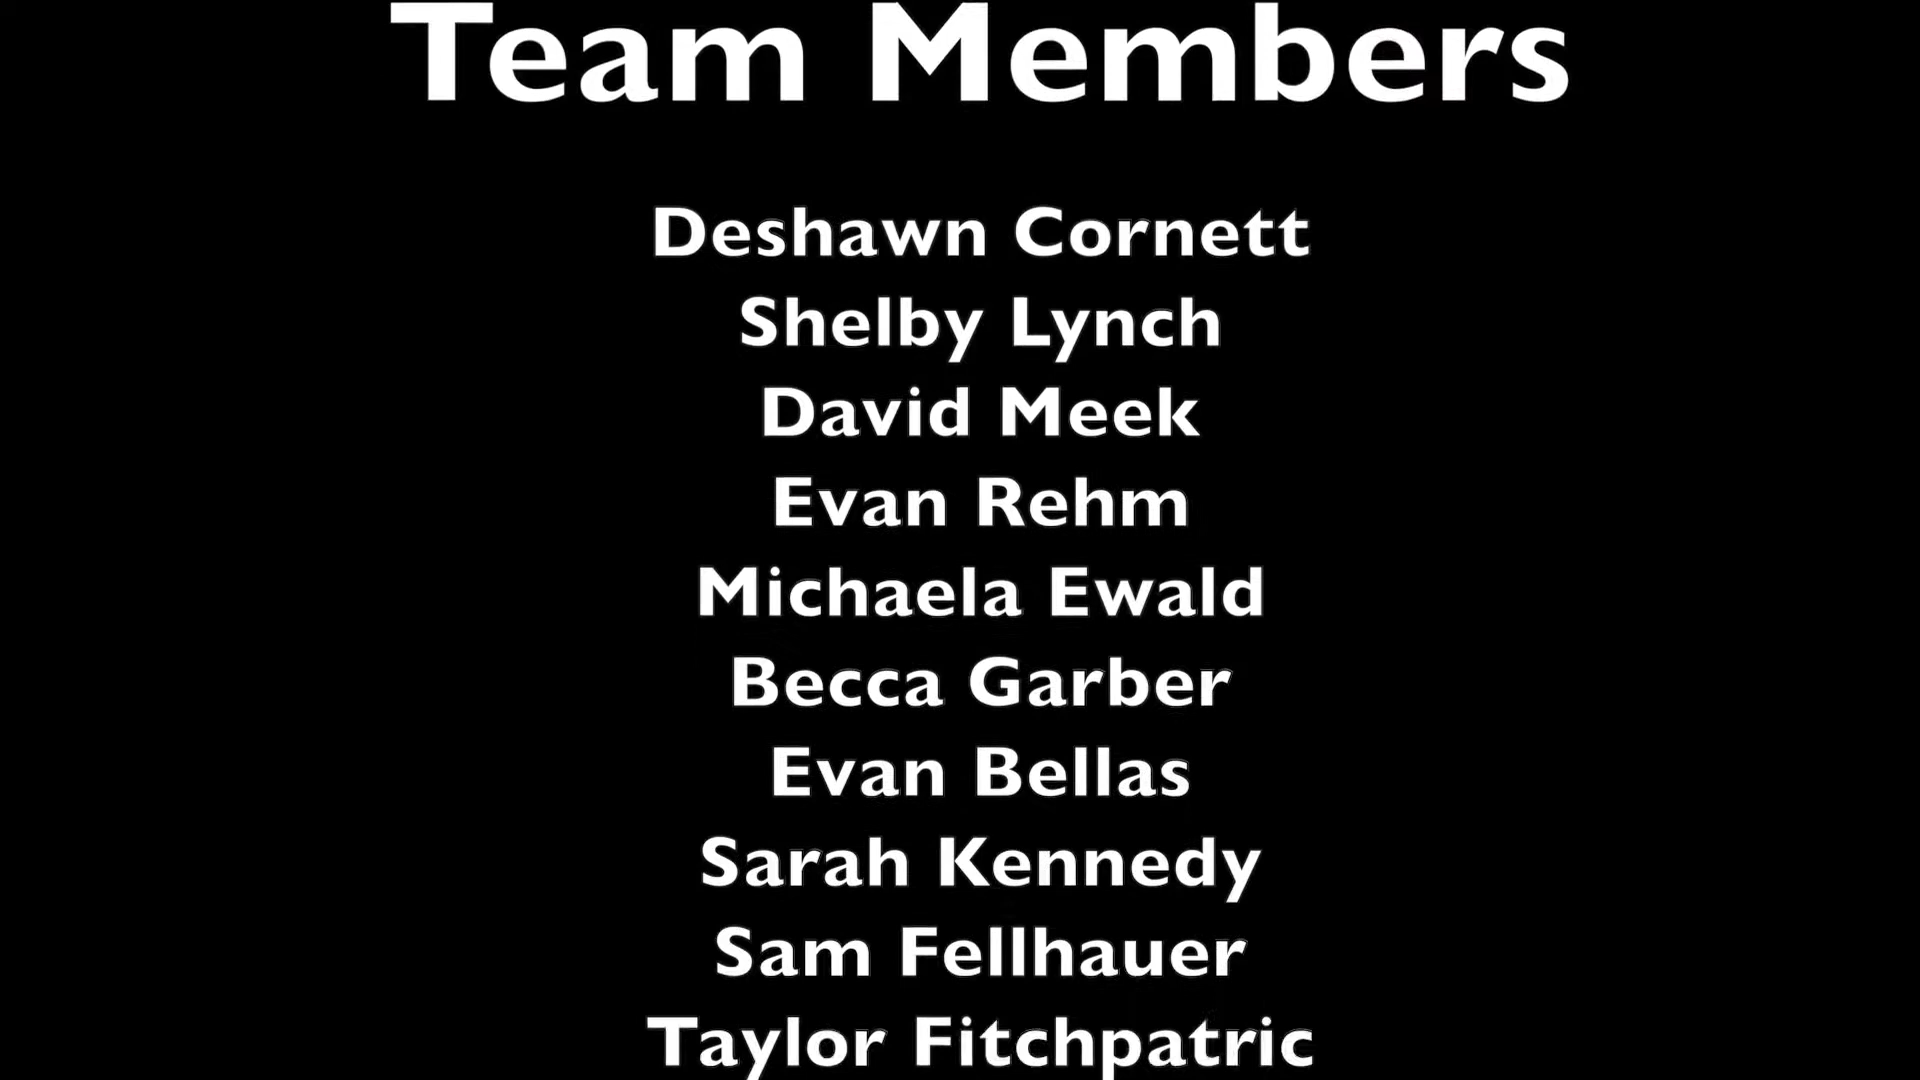 Team Members
Deshawn Cornett
Shelby Lynch
David Meek
Evan Rehm
Michaela Ewald
Becca Garber
Evan Bellas
Sarah Kennedy
Sam Fellhauer
Taylor Fitchpatric